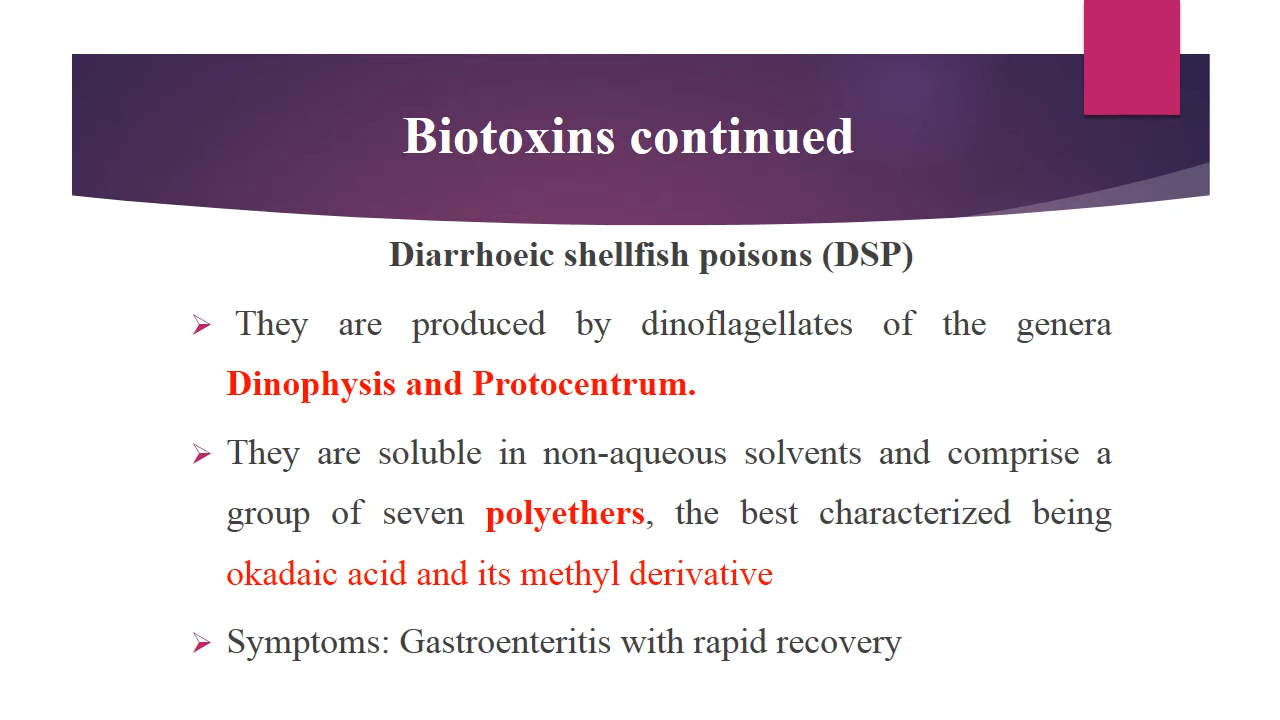 Biotoxins continued
Diarrhoeic shellfish poisons (DSP)
They are produced by dinoflagellates of the genera
Dinophysis and Protocentrum.
They are soluble in non-aqueous solvents and comprise a
group of seven polyethers, the best characterized being
okadaic acid and its methyl derivative
Symptoms: Gastroenteritis with rapid recovery